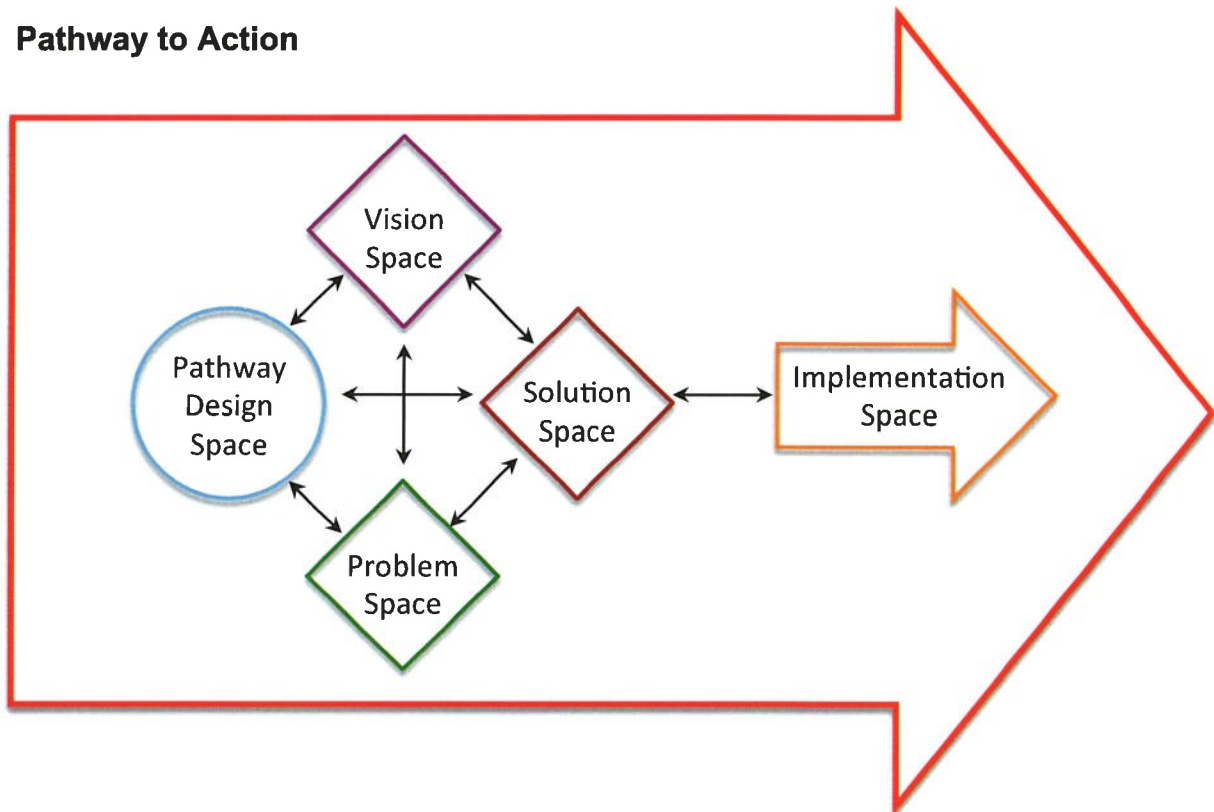 Pathway to Action
Vision
Space
Pathway
Design
Space
Solution
Space
Implementation
Space
Problem
Space